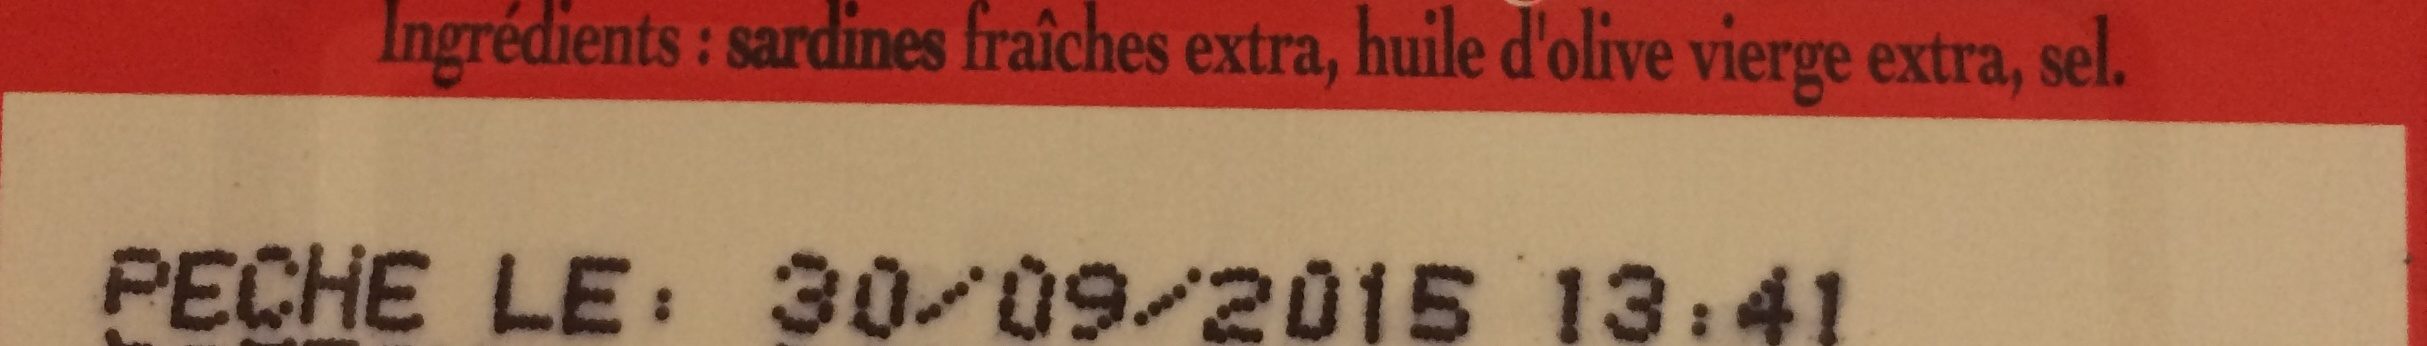 Ingrédients : sardines fraîches extra, huile d'olive vierge extra, sel.
PECHE LE: 30/09/2015 13:41